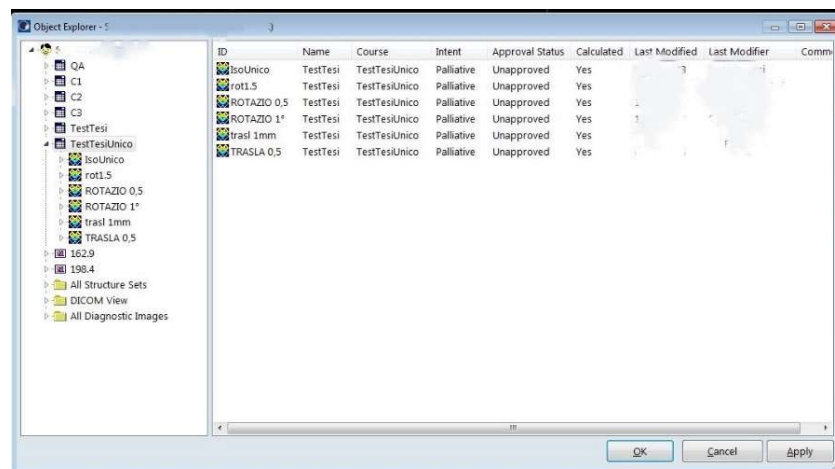 Object Explorer -
QA
C1
C2
C3
TestTesi
TestTesiUnico
IsoUnico
rot1.5
ROTAZIO 0,5
ROTAZIO 1°
trasl 1mm
TRASLA 0,5
162.9
198.4
All Structure Sets
DICOM View
All Diagnostic Images
ID Name Course Intent Approval Status Calculated Last Modified Last Modifier
IsoUnico TestTesi TestTesiUnico Palliative Unapproved Yes
rot1.5 TestTesi TestTesiUnico Palliative Unapproved Yes
ROTAZIO 0,5 TestTesi TestTesiUnico Palliative Unapproved Yes
ROTAZIO 1° TestTesi TestTesiUnico Palliative Unapproved Yes
trasl 1mm TestTesi TestTesiUnico Palliative Unapproved Yes
TRASLA 0,5 TestTesi TestTesiUnico Palliative Unapproved Yes
OK Cancel Apply